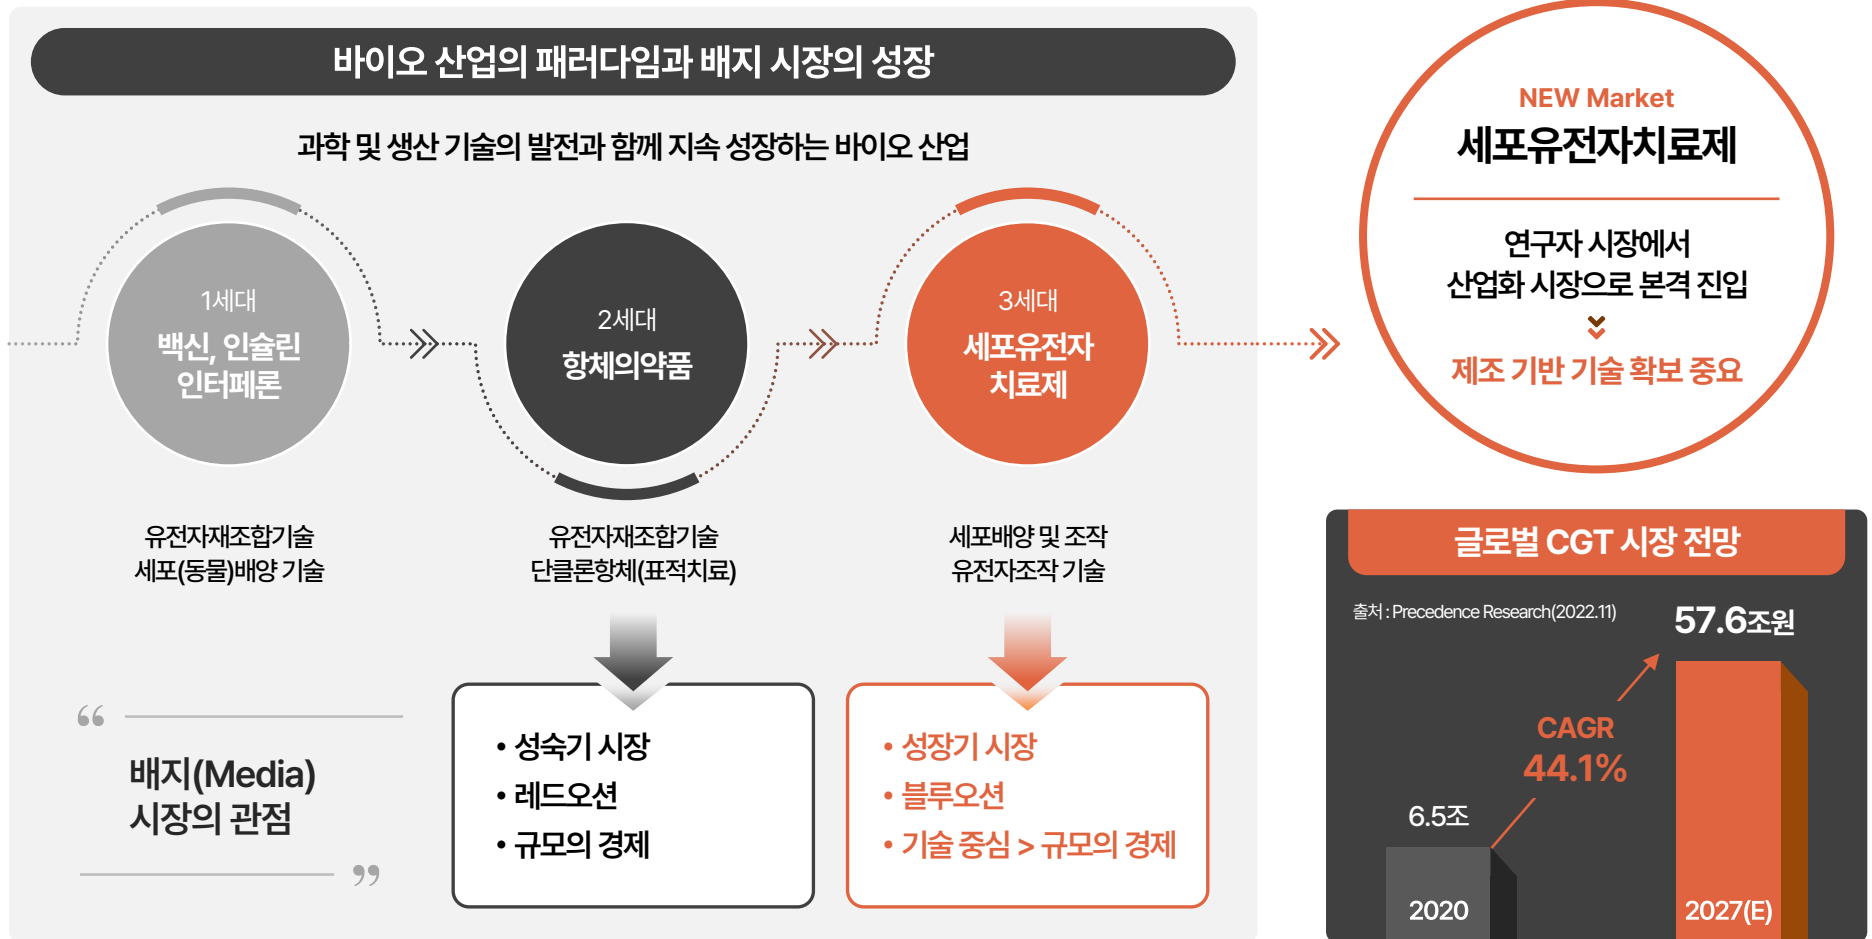 바이오 산업의 패러다임과 배지 시장의 성장
과학 및 생산 기술의 발전과 함께 지속 성장하는 바이오 산업
1세대
백신, 인슐린
인터페론
2세대
항체의약품
3세대
세포유전자
치료제
유전자재조합기술
세포(동물)배양 기술
유전자재조합기술
단클론항체(표적치료)
세포배양 및 조작
유전자조작 기술
“
배지(Media)
시장의 관점
”
• 성숙기 시장
• 레드오션
• 규모의 경제
• 성장기 시장
• 블루오션
• 기술 중심 > 규모의 경제
NEW Market
세포유전자치료제
연구자 시장에서
산업화 시장으로 본격 진입
제조 기반 기술 확보 중요
글로벌 CGT 시장 전망
출처 : Precedence Research(2022.11)
57.6조원
CAGR
44.1%
6.5조
2020
2027(E)